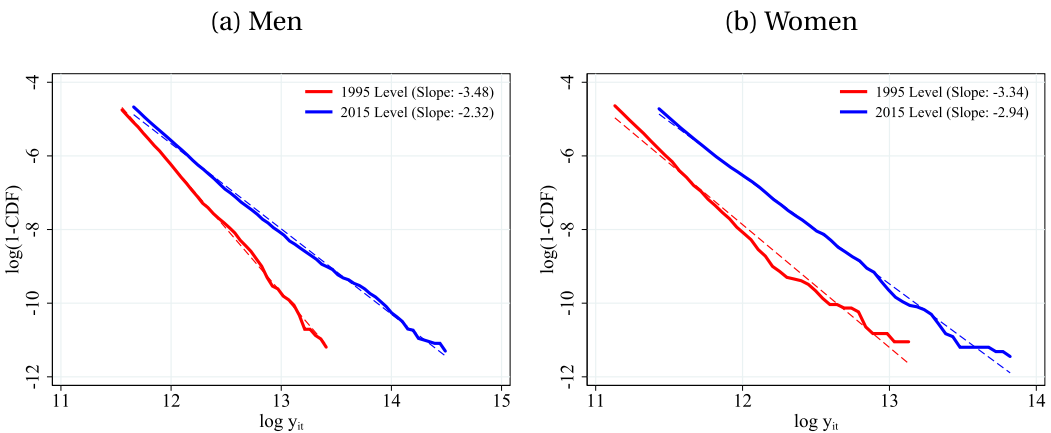 (a) Men
1995 Level (Slope: -3.48)
2015 Level (Slope: -2.32)
log(1-CDF)
-4
-6
-8
-10
-12
11
12
13
14
15
log y_it
(b) Women
1995 Level (Slope: -3.34)
2015 Level (Slope: -2.94)
log(1-CDF)
-4
-6
-8
-10
-12
11
12
13
14
log y_it